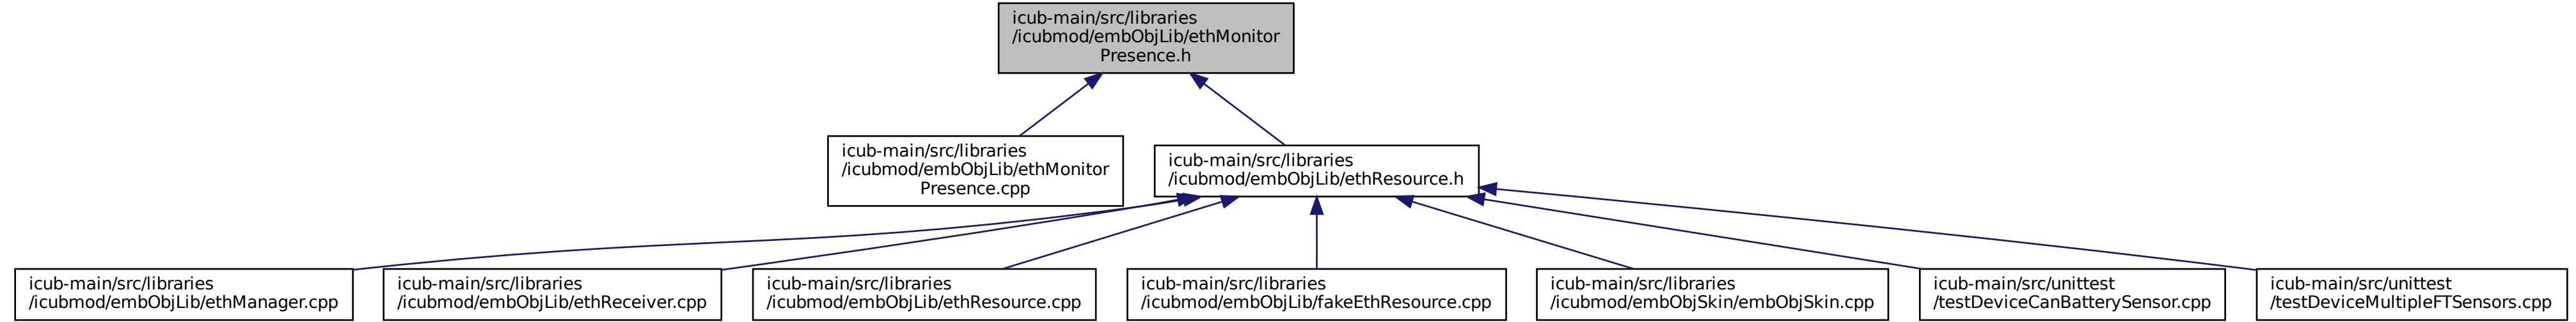 icub-main/src/libraries
/icubmod/embObjLib/ethMonitor
Presence.h
icub-main/src/libraries
/icubmod/embObjLib/ethMonitor
Presence.cpp
icub-main/src/libraries
/icubmod/embObjLib/ethResource.h
icub-main/src/libraries
/icubmod/embObjLib/ethManager.cpp
icub-main/src/libraries
/icubmod/embObjLib/ethReceiver.cpp
icub-main/src/libraries
/icubmod/embObjLib/ethResource.cpp
icub-main/src/libraries
/icubmod/embObjLib/fakeEthResource.cpp
icub-main/src/libraries
/icubmod/embObjSkin/embObjSkin.cpp
icub-main/src/unittest
/testDeviceCanBatterySensor.cpp
icub-main/src/unittest
/testDeviceMultipleFTSensors.cpp